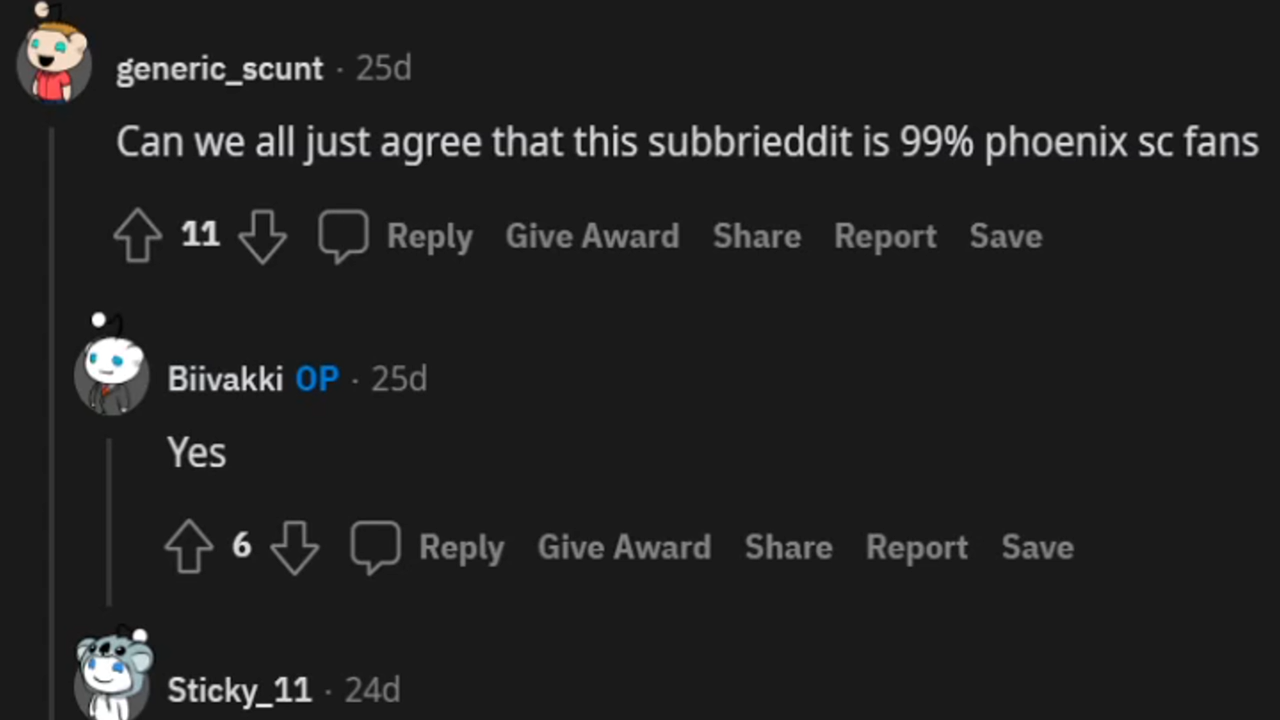 generic_scunt · 25d
Can we all just agree that this subbrieddit is 99% phoenix sc fans
11 Reply Give Award Share Report Save
Biivakki OP · 25d
Yes
6 Reply Give Award Share Report Save
Sticky_11 · 24d